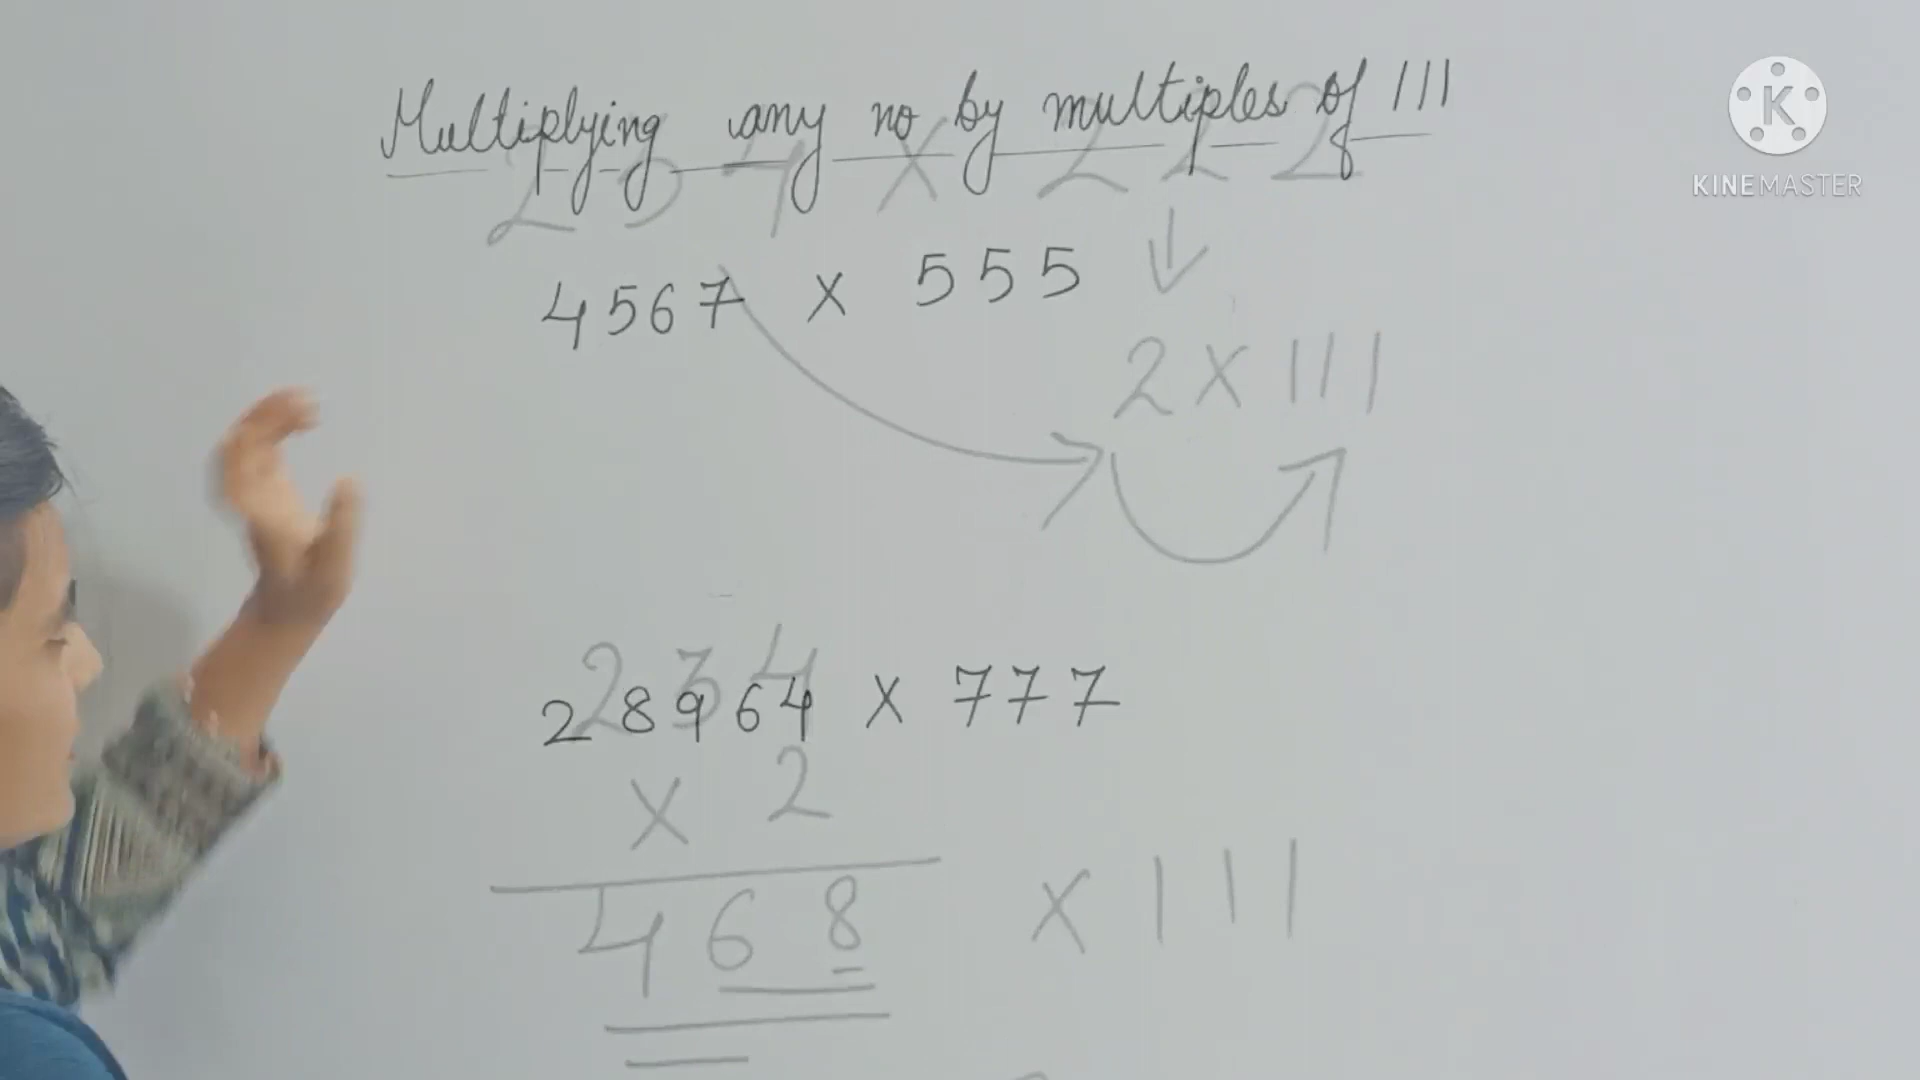 Multiplying any no by multiples of 111
234 X 222
4567 X 555
2 X 111
234
28964 X 777
X 2
468 X 111
KINEMASTER